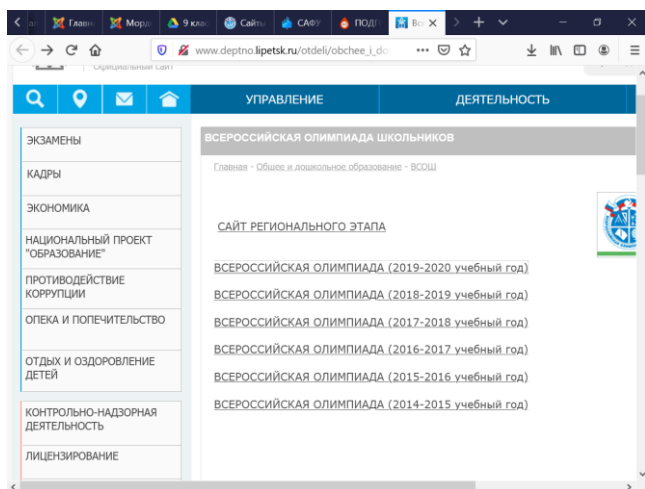 Главн
Морд
9 клас
Сайты
САФУ
ПОДГ
Вс
www.deptno.lipetsk.ru/otdeli/obchee_i_do
Официальный сайт
УПРАВЛЕНИЕ
ДЕЯТЕЛЬНОСТЬ
ЭКЗАМЕНЫ
КАДРЫ
ЭКОНОМИКА
НАЦИОНАЛЬНЫЙ ПРОЕКТ
"ОБРАЗОВАНИЕ"
ПРОТИВОДЕЙСТВИЕ
КОРРУПЦИИ
ОПЕКА И ПОПЕЧИТЕЛЬСТВО
ОТДЫХ И ОЗДОРОВЛЕНИЕ
ДЕТЕЙ
КОНТРОЛЬНО-НАДЗОРНАЯ
ДЕЯТЕЛЬНОСТЬ
ЛИЦЕНЗИРОВАНИЕ
ВСЕРОССИЙСКАЯ ОЛИМПИАДА ШКОЛЬНИКОВ
Главная - Общее и дошкольное образование - ВСОШ
САЙТ РЕГИОНАЛЬНОГО ЭТАПА
ВСЕРОССИЙСКАЯ ОЛИМПИАДА (2019-2020 учебный год)
ВСЕРОССИЙСКАЯ ОЛИМПИАДА (2018-2019 учебный год)
ВСЕРОССИЙСКАЯ ОЛИМПИАДА (2017-2018 учебный год)
ВСЕРОССИЙСКАЯ ОЛИМПИАДА (2016-2017 учебный год)
ВСЕРОССИЙСКАЯ ОЛИМПИАДА (2015-2016 учебный год)
ВСЕРОССИЙСКАЯ ОЛИМПИАДА (2014-2015 учебный год)